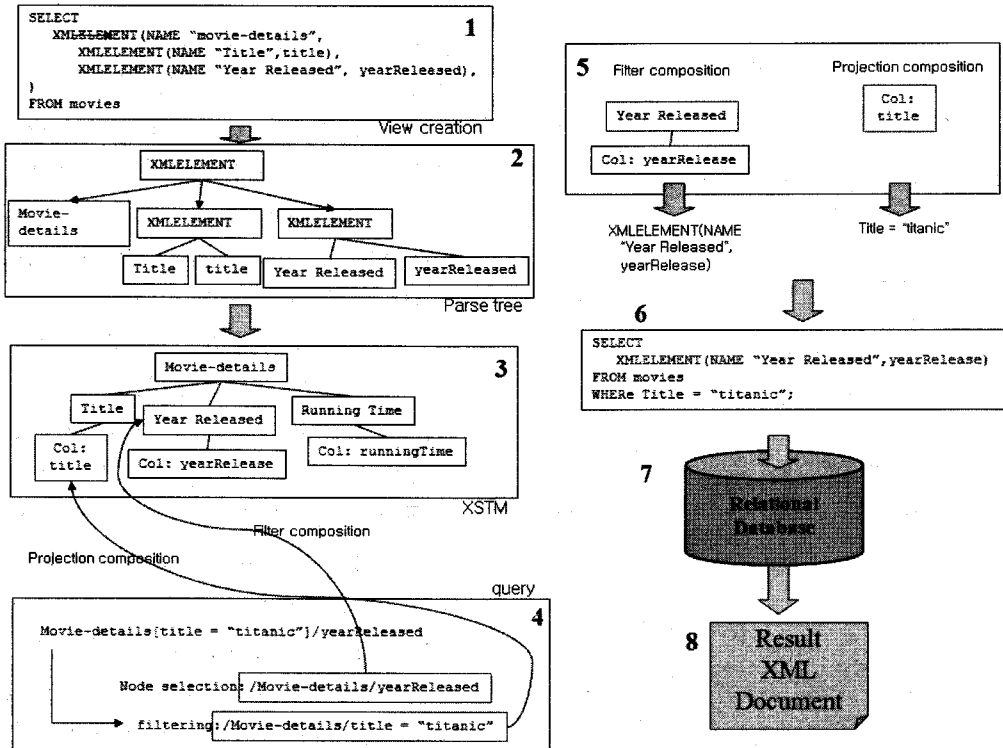 SELECT
XMLELEMENT(NAME “movie-details”,
XMLELEMENT(NAME “Title”,title),
XMLELEMENT(NAME “Year Released”, yearReleased),
)
FROM movies
1
View creation
2
XMLELEMENT
Movie-
details
XMLELEMENT
XMLELEMENT
Title
title
Year Released
yearReleased
Parse tree
3
Movie-details
Title
Year Released
Running Time
Col:
title
Col: yearRelease
Col: runningTime
XSTM
Filter composition
Projection composition
query
4
Movie-details[title = “titanic”]/yearReleased
Node selection: /Movie-details/yearReleased
filtering:/Movie-details/title = “titanic”
5
Filter composition
Projection composition
Year Released
Col: yearRelease
Col:
title
XMLELEMENT(NAME
“Year Released”,
yearRelease)
Title = “titanic”
6
SELECT
XMLELEMENT(NAME “Year Released”,yearRelease)
FROM movies
WHERe Title = “titanic”;
7
Relational
Database
8
Result
XML
Document